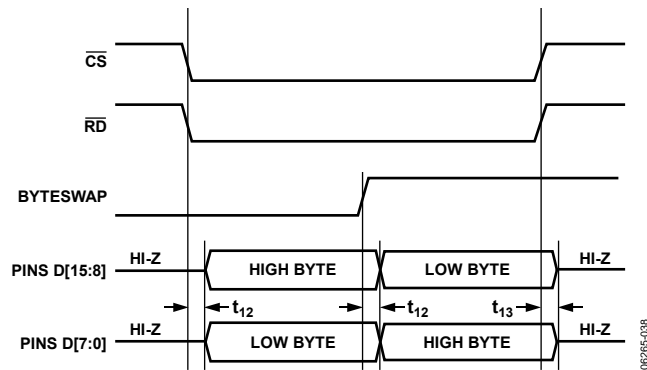 CS
RD
BYTESWAP
PINS D[15:8] HI-Z HIGH BYTE LOW BYTE HI-Z
t12 t12 t13
PINS D[7:0] HI-Z LOW BYTE HIGH BYTE HI-Z
06265-038